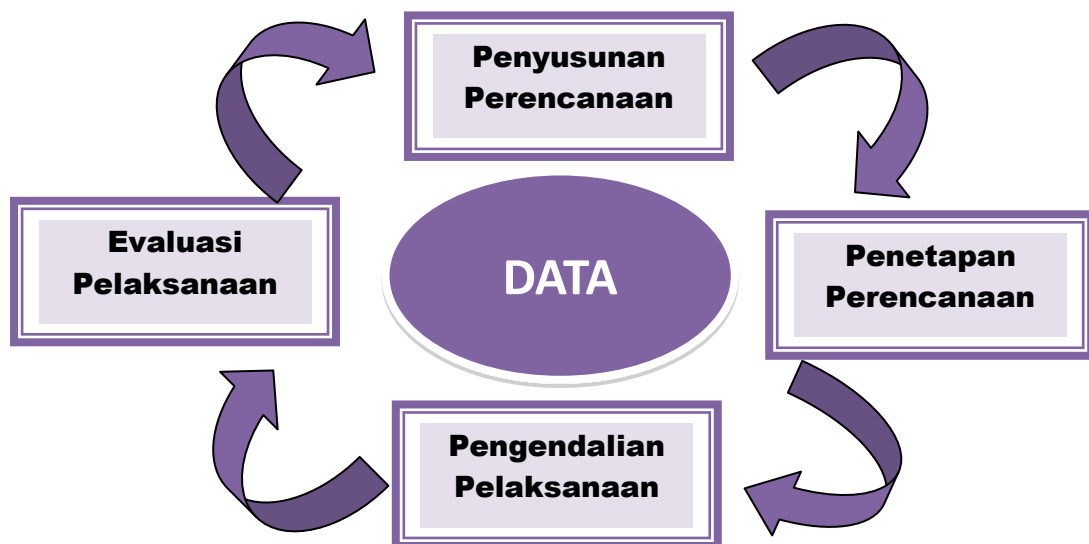 Penyusunan
Perencanaan
Evaluasi
Pelaksanaan
DATA
Penetapan
Perencanaan
Pengendalian
Pelaksanaan